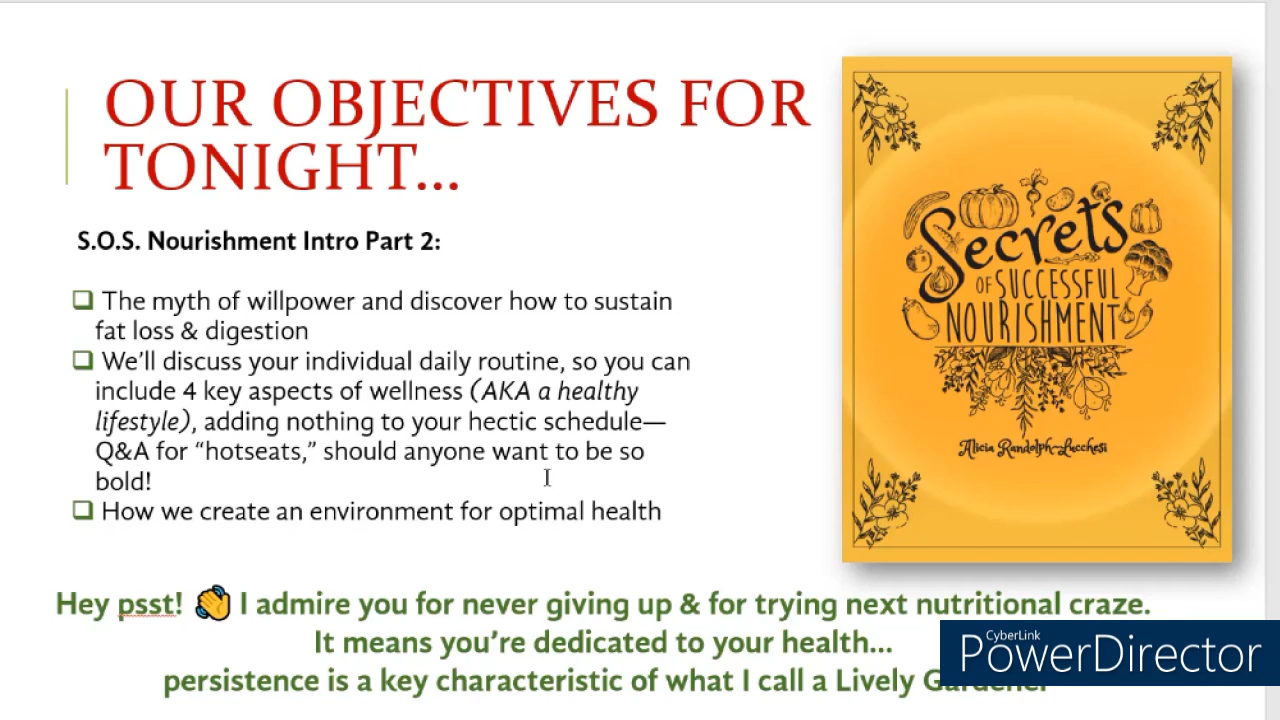 OUR OBJECTIVES FOR
TONIGHT...
S.O.S. Nourishment Intro Part 2:
The myth of willpower and discover how to sustain
fat loss & digestion
We'll discuss your individual daily routine, so you can
include 4 key aspects of wellness (AKA a healthy
lifestyle), adding nothing to your hectic schedule—
Q&A for “hotseats,” should anyone want to be so
bold!
How we create an environment for optimal health
Secrets
OF SUCCESSFUL
NOURISHMENT
Alicia Randolph-Lucchesi
Hey psst! 👋 I admire you for never giving up & for trying next nutritional craze.
It means you're dedicated to your health...
persistence is a key characteristic of what I call a Lively
CyberLink
PowerDirector